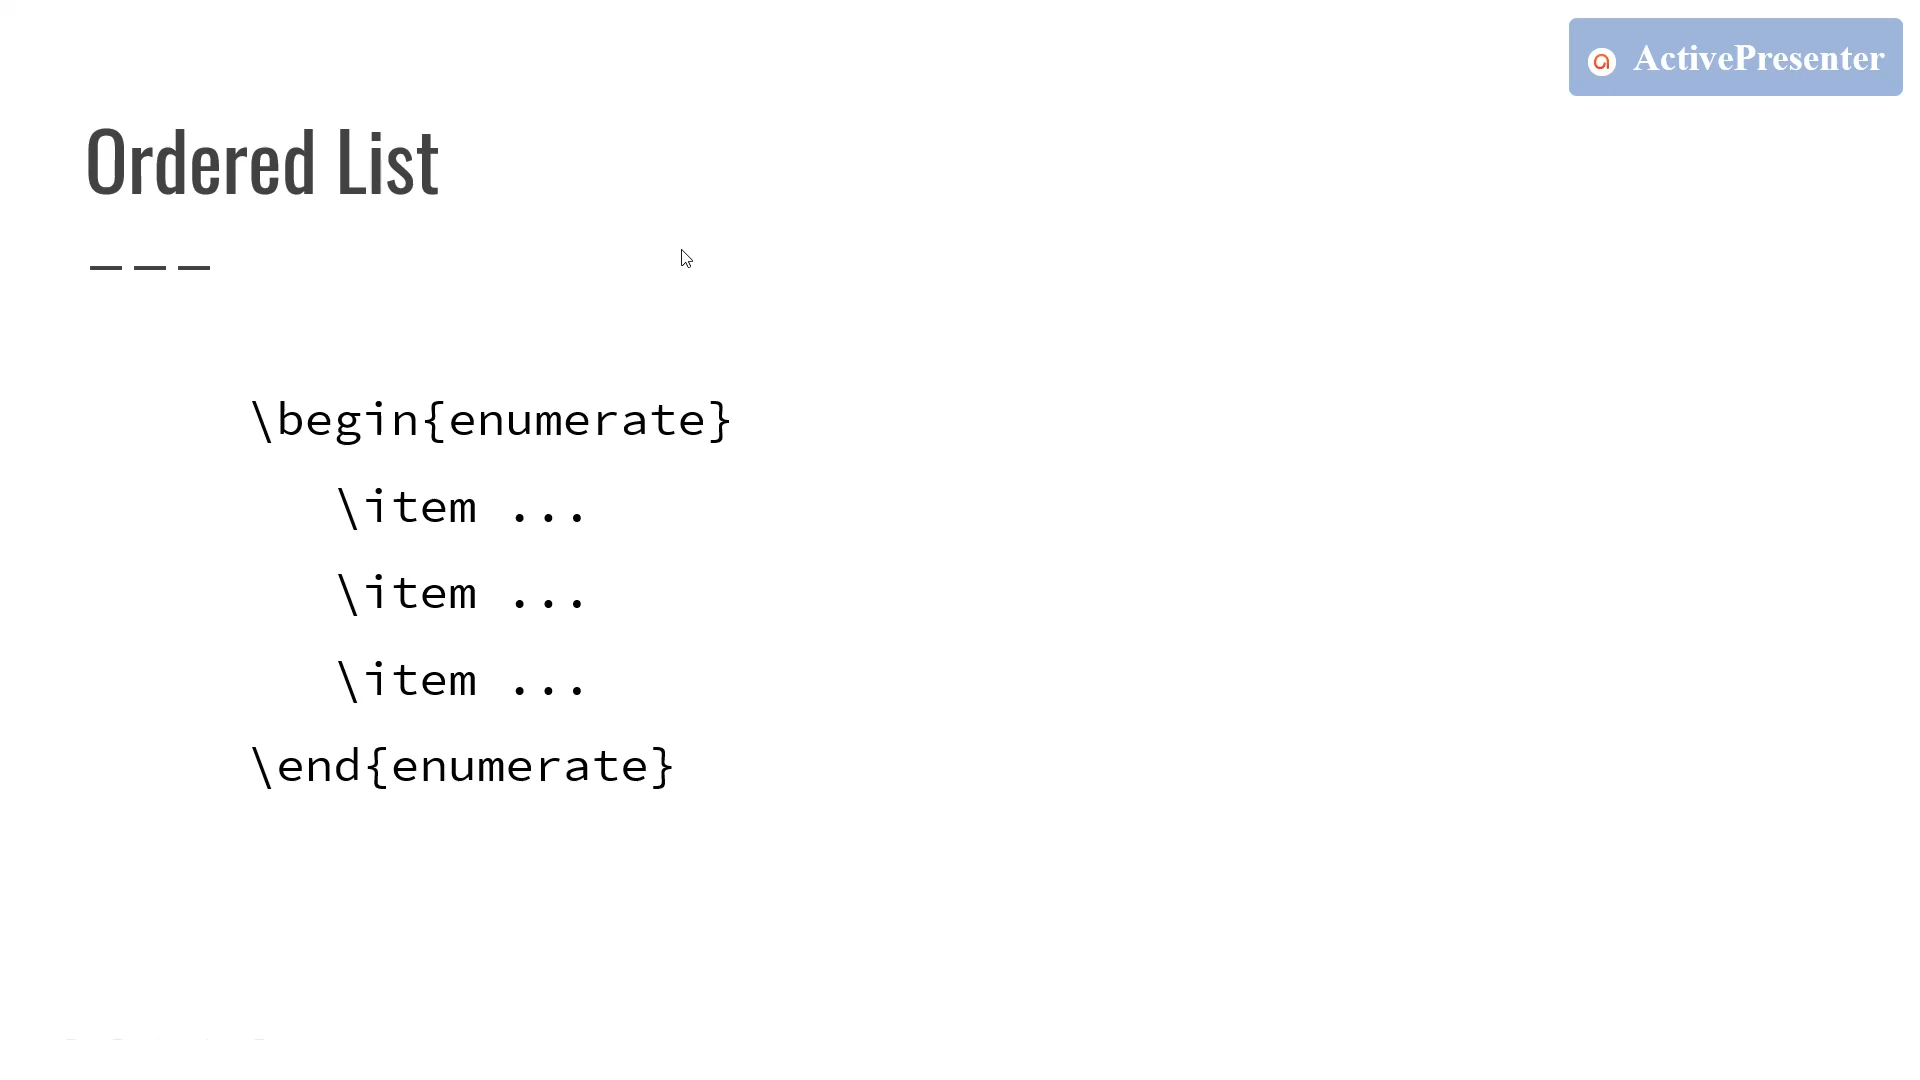 ActivePresenter
Ordered List
\begin{enumerate}
\item ...
\item ...
\item ...
\end{enumerate}